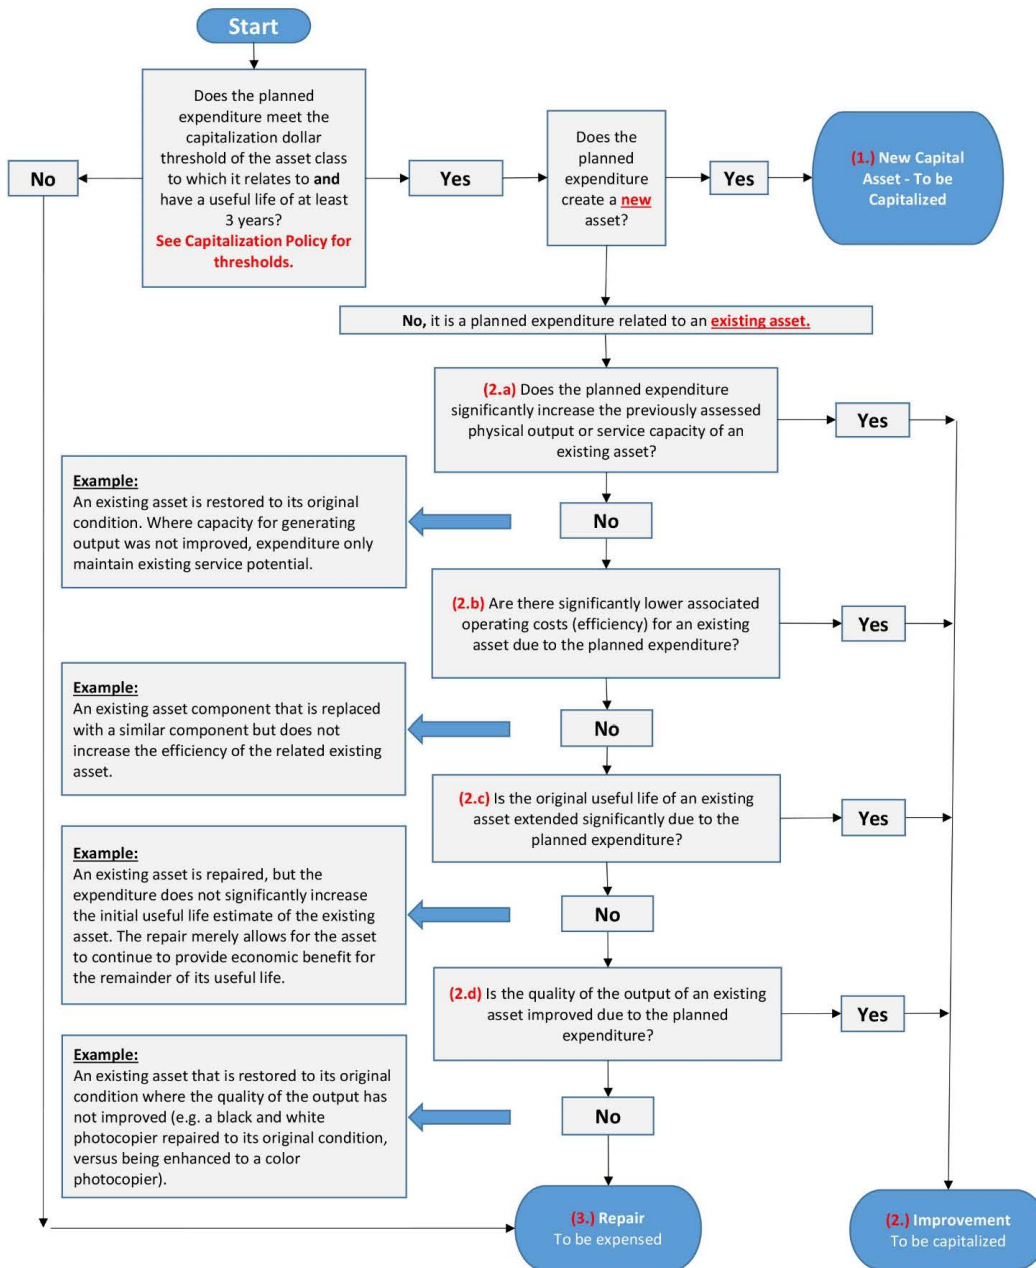 Start
Does the planned
expenditure meet the
capitalization dollar
threshold of the asset class
to which it relates to and
have a useful life of at least
3 years?
See Capitalization Policy for
thresholds.
No
Yes
Does the
planned
expenditure
create a new
asset?
Yes
(1.) New Capital
Asset - To be
Capitalized
No, it is a planned expenditure related to an existing asset.
(2.a) Does the planned expenditure
significantly increase the previously assessed
physical output or service capacity of an
existing asset?
Yes
Example:
An existing asset is restored to its original
condition. Where capacity for generating
output was not improved, expenditure only
maintain existing service potential.
No
(2.b) Are there significantly lower associated
operating costs (efficiency) for an existing
asset due to the planned expenditure?
Yes
Example:
An existing asset component that is replaced
with a similar component but does not
increase the efficiency of the related existing
asset.
No
(2.c) Is the original useful life of an existing
asset extended significantly due to the
planned expenditure?
Yes
Example:
An existing asset is repaired, but the
expenditure does not significantly increase
the initial useful life estimate of the existing
asset. The repair merely allows for the asset
to continue to provide economic benefit for
the remainder of its useful life.
No
(2.d) Is the quality of the output of an existing
asset improved due to the planned
expenditure?
Yes
Example:
An existing asset that is restored to its original
condition where the quality of the output has
not improved (e.g. a black and white
photocopier repaired to its original condition,
versus being enhanced to a color
photocopier).
No
(3.) Repair
To be expensed
(2.) Improvement
To be capitalized